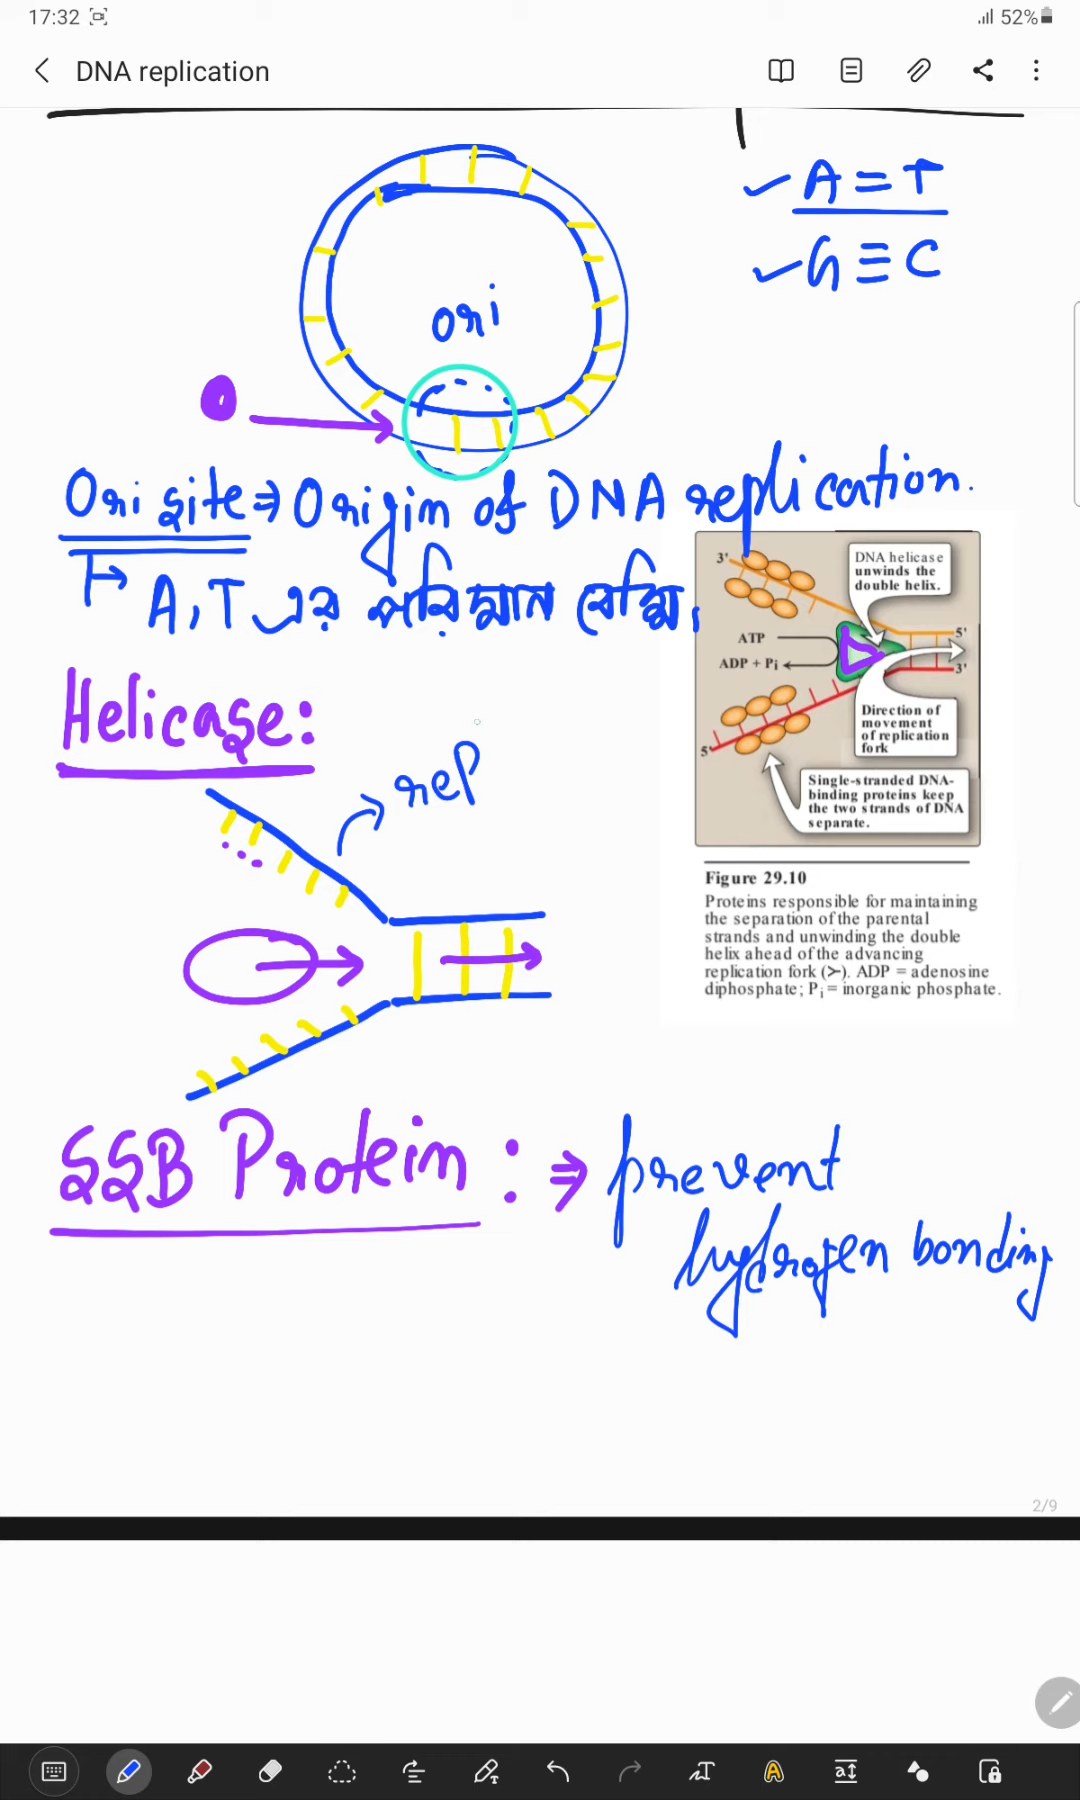 17:32
52%
DNA replication
A = T
G ≡ C
ori
Ori site ⇒ Origin of DNA replication.
A, T এর পরিমান বেশি।
3'
DNA helicase
unwinds the
double helix.
ATP
5'
ADP + Pi
3'
Direction of
movement
of replication
fork
5'
Single-stranded DNA-
binding proteins keep
the two strands of DNA
separate.
Helicase:
rep
Figure 29.10
Proteins responsible for maintaining
the separation of the parental
strands and unwinding the double
helix ahead of the advancing
replication fork (≻). ADP = adenosine
diphosphate; Pi = inorganic phosphate.
SSB Protein : ⇒ prevent
hydrogen bonding
2/9